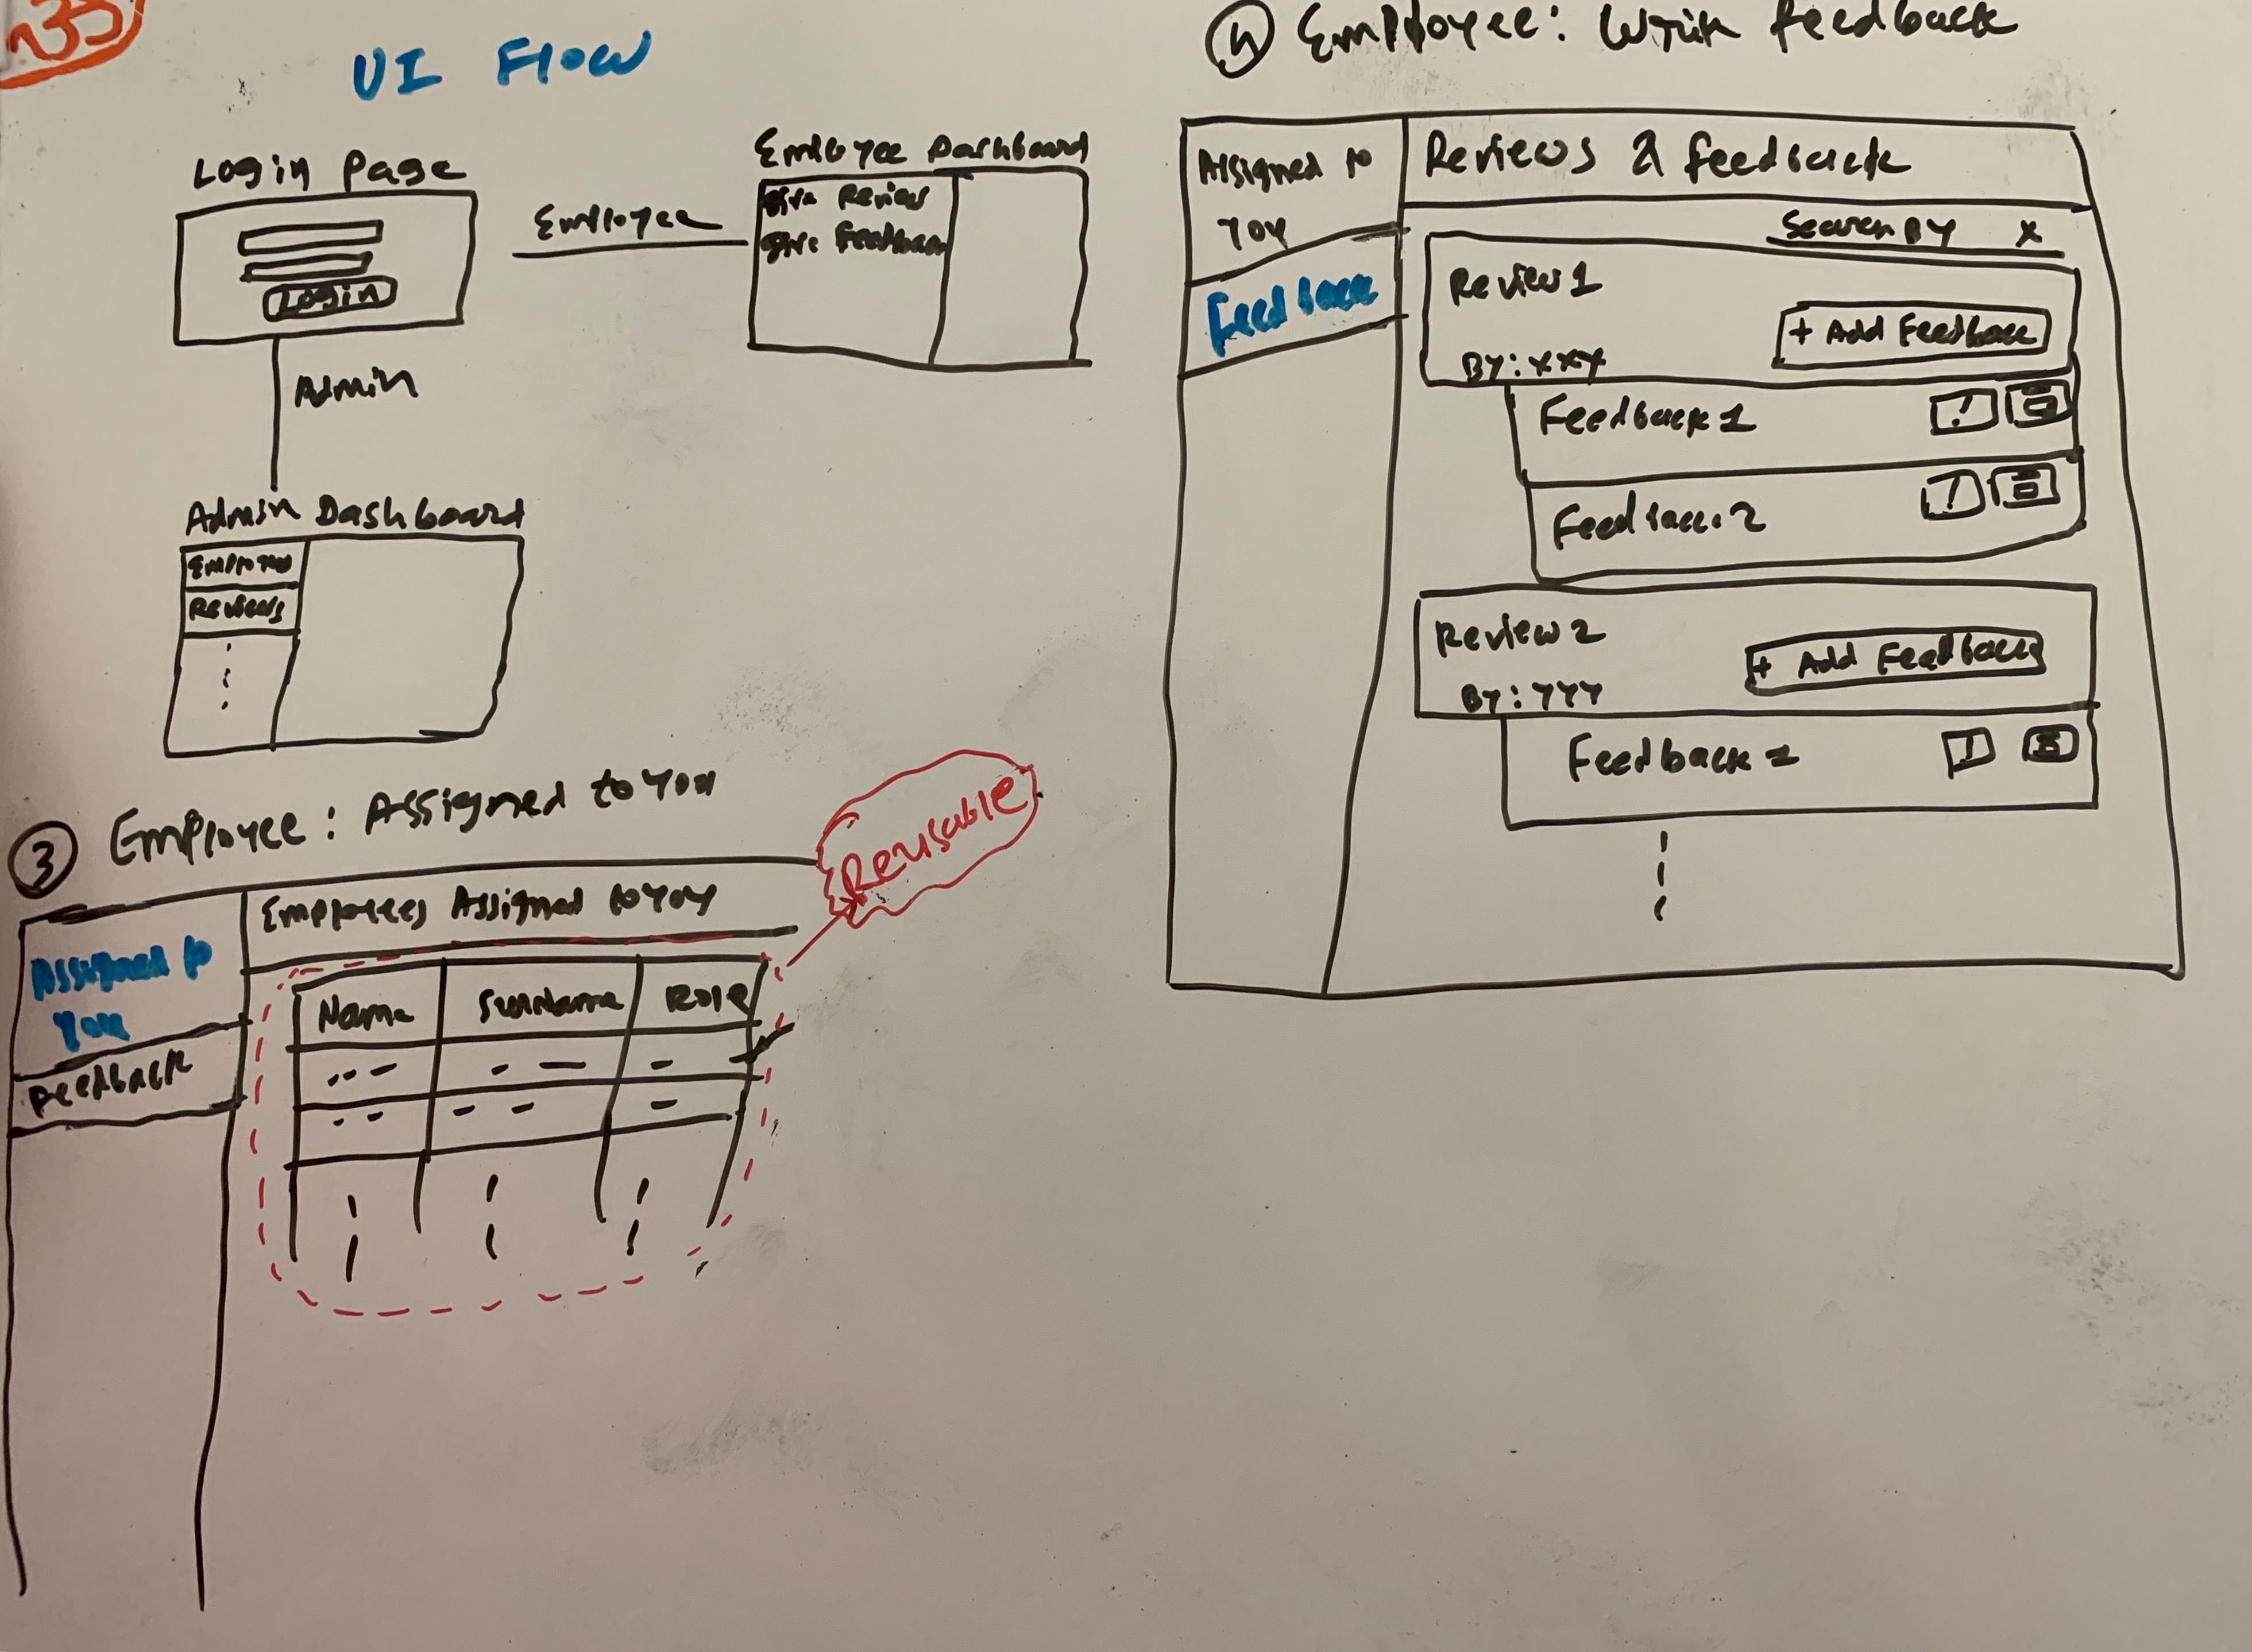 UI Flow
Login Page
Login
Employee
Employee Dashboard
Give Review
Give Feedback
Admin
Admin Dashboard
Employees
Reviews
③ Employee: Assigned to you
Reusable
Employees Assigned to you
Assigned to
you
Feedback
Name
Surname
Role
④ Employee: Write feedback
Assigned to
you
Feedback
Reviews & feedback
Search By X
Review 1
+ Add Feedback
By: XXX
Feedback 1
Feedback 2
Review 2
+ Add Feedback
By: YYY
Feedback 1